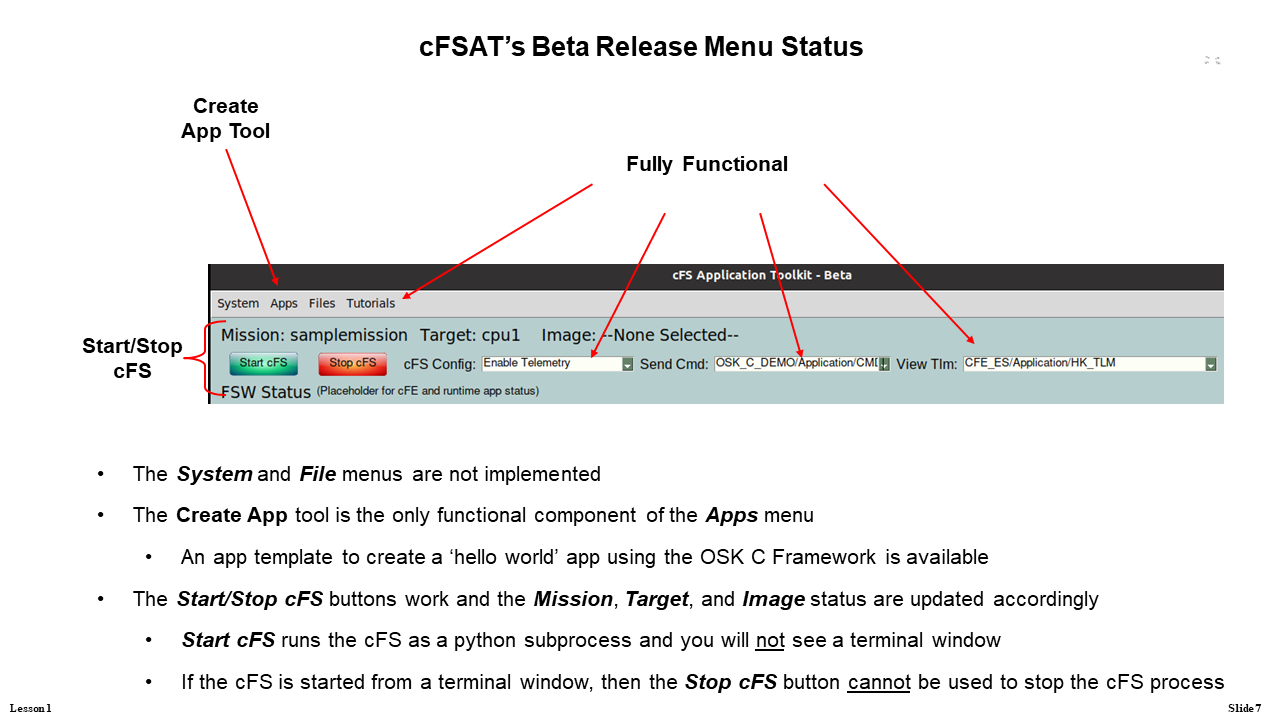 cFSAT’s Beta Release Menu Status
Create
App Tool
Fully Functional
cFS Application Toolkit - Beta
System Apps Files Tutorials
Mission: samplemission Target: cpu1 Image: --None Selected--
Start/Stop
cFS
Start cFS Stop cFS cFS Config: Enable Telemetry Send Cmd: OSK_C_DEMO/Application/CMD View Tlm: CFE_ES/Application/HK_TLM
FSW Status (Placeholder for cFE and runtime app status)
• The System and File menus are not implemented
• The Create App tool is the only functional component of the Apps menu
• An app template to create a ‘hello world’ app using the OSK C Framework is available
• The Start/Stop cFS buttons work and the Mission, Target, and Image status are updated accordingly
• Start cFS runs the cFS as a python subprocess and you will not see a terminal window
• If the cFS is started from a terminal window, then the Stop cFS button cannot be used to stop the cFS process
Lesson 1
Slide 7